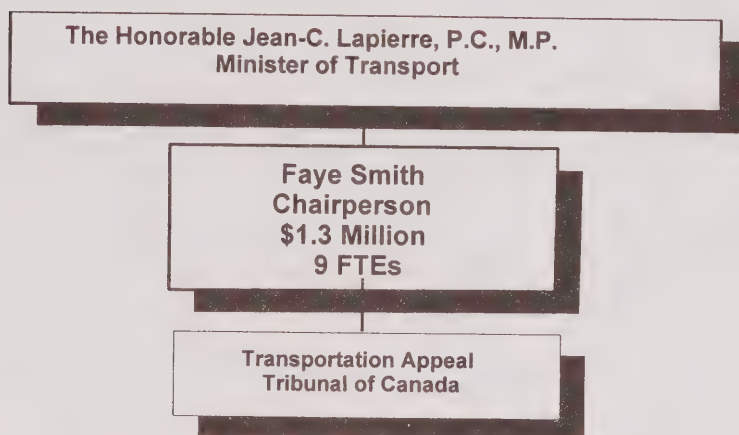 The Honorable Jean-C. Lapierre, P.C., M.P.
Minister of Transport
Faye Smith
Chairperson
$1.3 Million
9 FTEs
Transportation Appeal
Tribunal of Canada